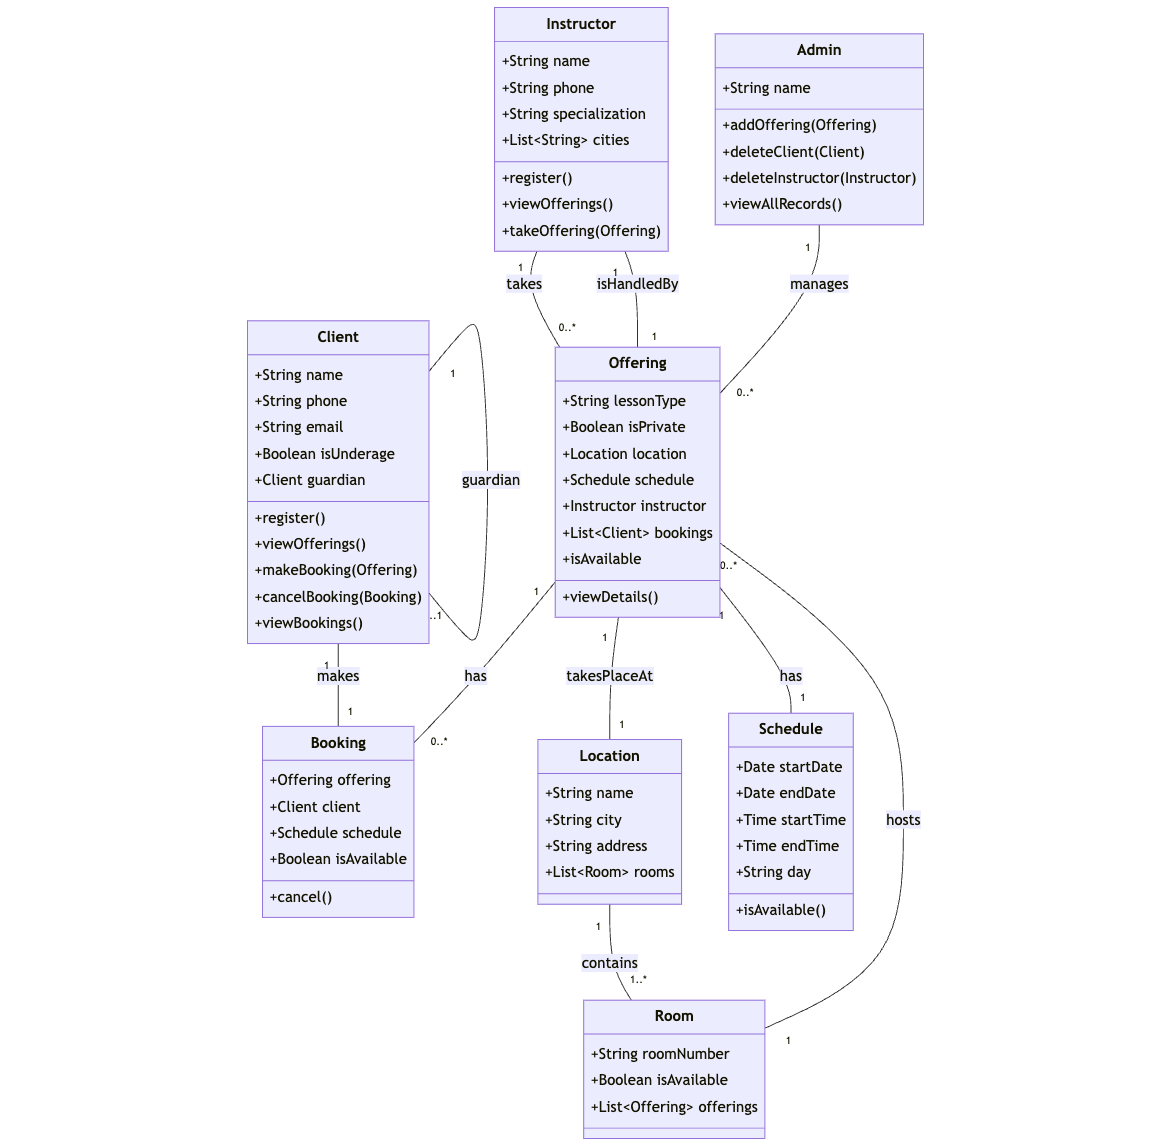 Instructor
+String name
+String phone
+String specialization
+List<String> cities
+register()
+viewOfferings()
+takeOffering(Offering)
Admin
+String name
+addOffering(Offering)
+deleteClient(Client)
+deleteInstructor(Instructor)
+viewAllRecords()
1
takes
0..*
1
isHandledBy
1
1
manages
0..*
Client
+String name
+String phone
+String email
+Boolean isUnderage
+Client guardian
+register()
+viewOfferings()
+makeBooking(Offering)
+cancelBooking(Booking)
+viewBookings()
1
guardian
..1
Offering
+String lessonType
+Boolean isPrivate
+Location location
+Schedule schedule
+Instructor instructor
+List<Client> bookings
+isAvailable
+viewDetails()
1
makes
1
1
has
0..*
1
takesPlaceAt
1
1
has
1
0..*
hosts
1
Booking
+Offering offering
+Client client
+Schedule schedule
+Boolean isAvailable
+cancel()
Location
+String name
+String city
+String address
+List<Room> rooms
Schedule
+Date startDate
+Date endDate
+Time startTime
+Time endTime
+String day
+isAvailable()
1
contains
1..*
Room
+String roomNumber
+Boolean isAvailable
+List<Offering> offerings